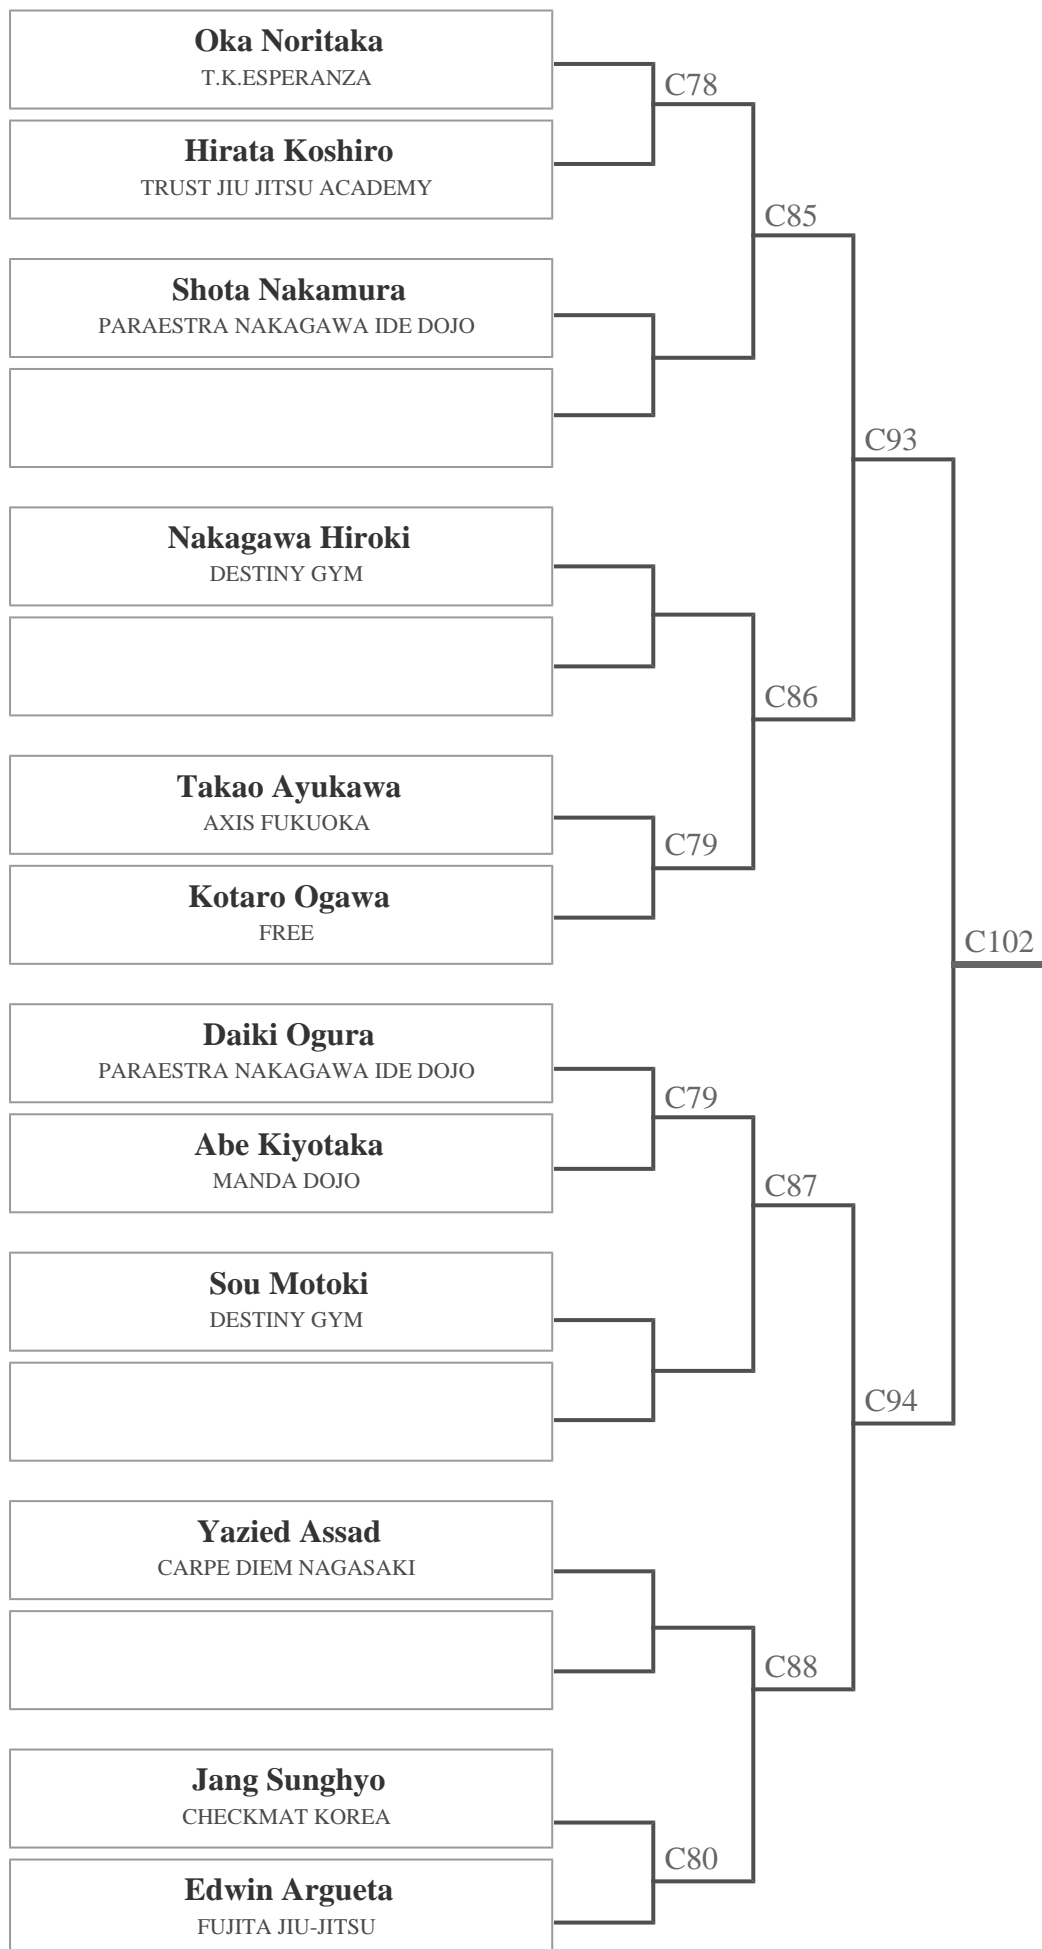 Oka Noritaka
T.K.ESPERANZA
C78
Hirata Koshiro
TRUST JIU JITSU ACADEMY
C85
Shota Nakamura
PARAESTRA NAKAGAWA IDE DOJO
C93
Nakagawa Hiroki
DESTINY GYM
C86
Takao Ayukawa
AXIS FUKUOKA
C79
Kotaro Ogawa
FREE
C102
Daiki Ogura
PARAESTRA NAKAGAWA IDE DOJO
C79
Abe Kiyotaka
MANDA DOJO
C87
Sou Motoki
DESTINY GYM
C94
Yazied Assad
CARPE DIEM NAGASAKI
C88
Jang Sunghyo
CHECKMAT KOREA
C80
Edwin Argueta
FUJITA JIU-JITSU